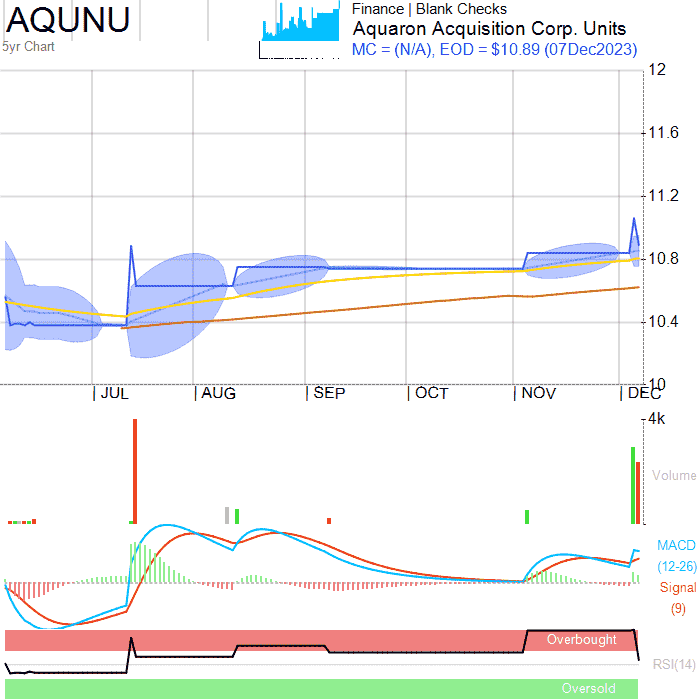 AQUNU
5yr Chart
Finance | Blank Checks
Aquaron Acquisition Corp. Units
MC = (N/A), EOD = $10.89 (07Dec2023)
12
11.6
11.2
10.8
10.4
10
JUL AUG SEP OCT NOV DEC
4k
Volume
MACD
(12-26)
Signal
(9)
Overbought
RSI(14)
Oversold